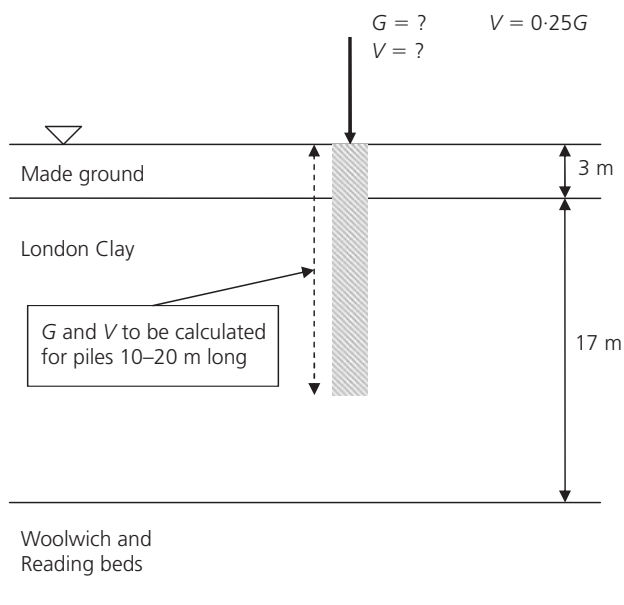 G = ? V = 0·25G
V = ?
Made ground
3 m
London Clay
G and V to be calculated
for piles 10–20 m long
17 m
Woolwich and
Reading beds